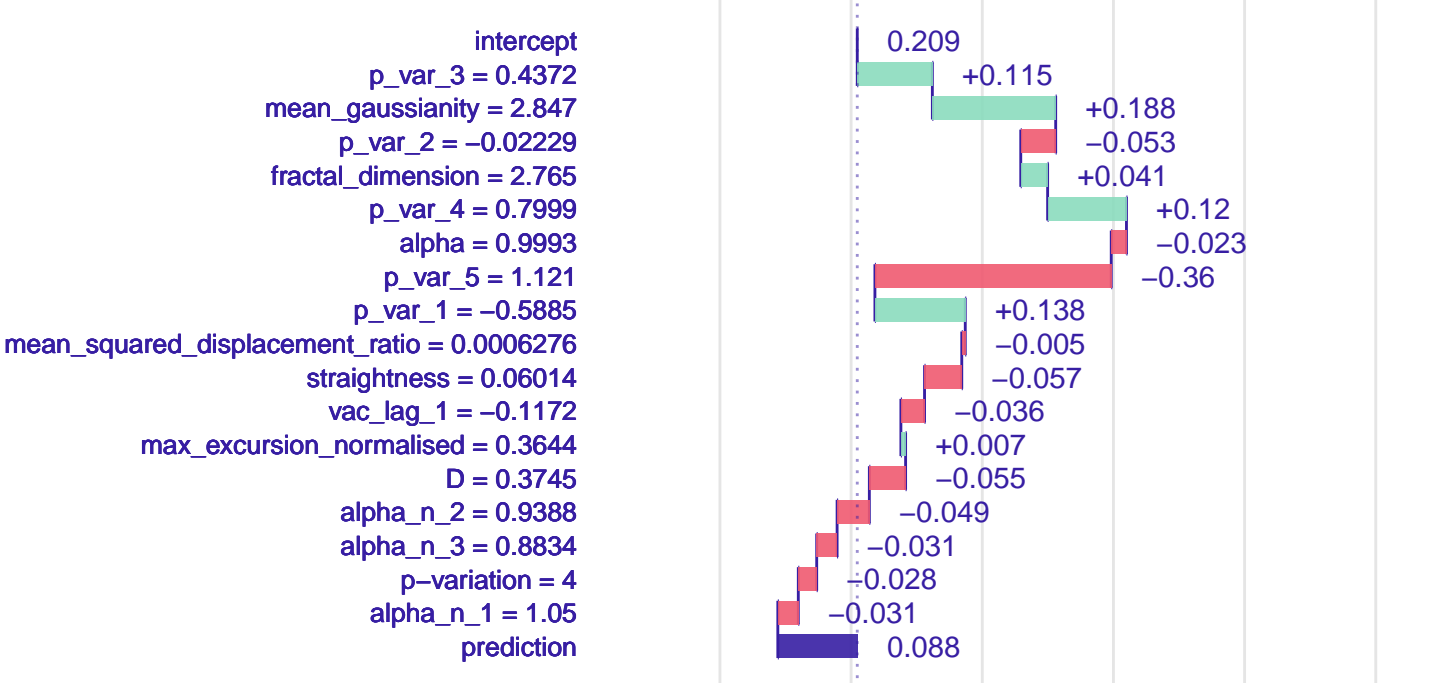 intercept 0.209
p_var_3 = 0.4372 +0.115
mean_gaussianity = 2.847 +0.188
p_var_2 = −0.02229 −0.053
fractal_dimension = 2.765 +0.041
p_var_4 = 0.7999 +0.12
alpha = 0.9993 −0.023
p_var_5 = 1.121 −0.36
p_var_1 = −0.5885 +0.138
mean_squared_displacement_ratio = 0.0006276 −0.005
straightness = 0.06014 −0.057
vac_lag_1 = −0.1172 −0.036
max_excursion_normalised = 0.3644 +0.007
D = 0.3745 −0.055
alpha_n_2 = 0.9388 −0.049
alpha_n_3 = 0.8834 −0.031
p−variation = 4 −0.028
alpha_n_1 = 1.05 −0.031
prediction 0.088